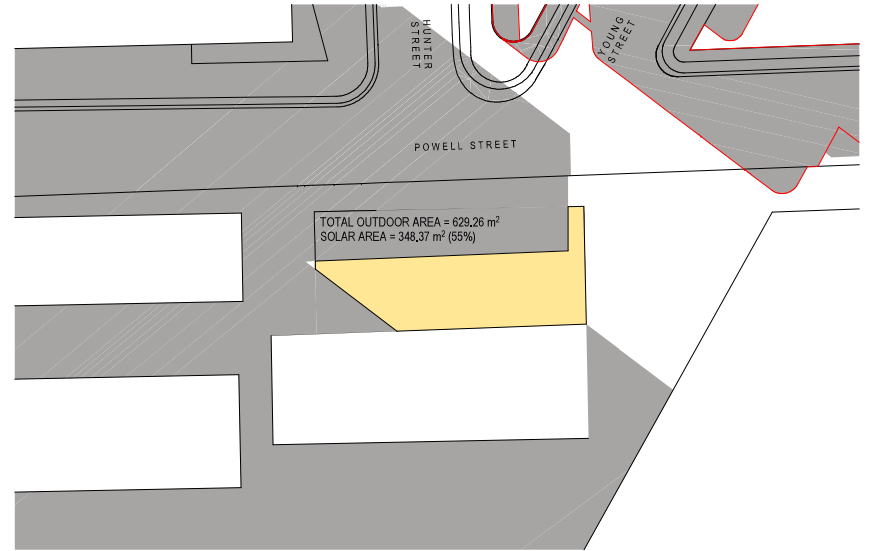 HUNTER
STREET
YOUNG
STREET
POWELL STREET
TOTAL OUTDOOR AREA = 629.26 m²
SOLAR AREA = 348.37 m² (55%)